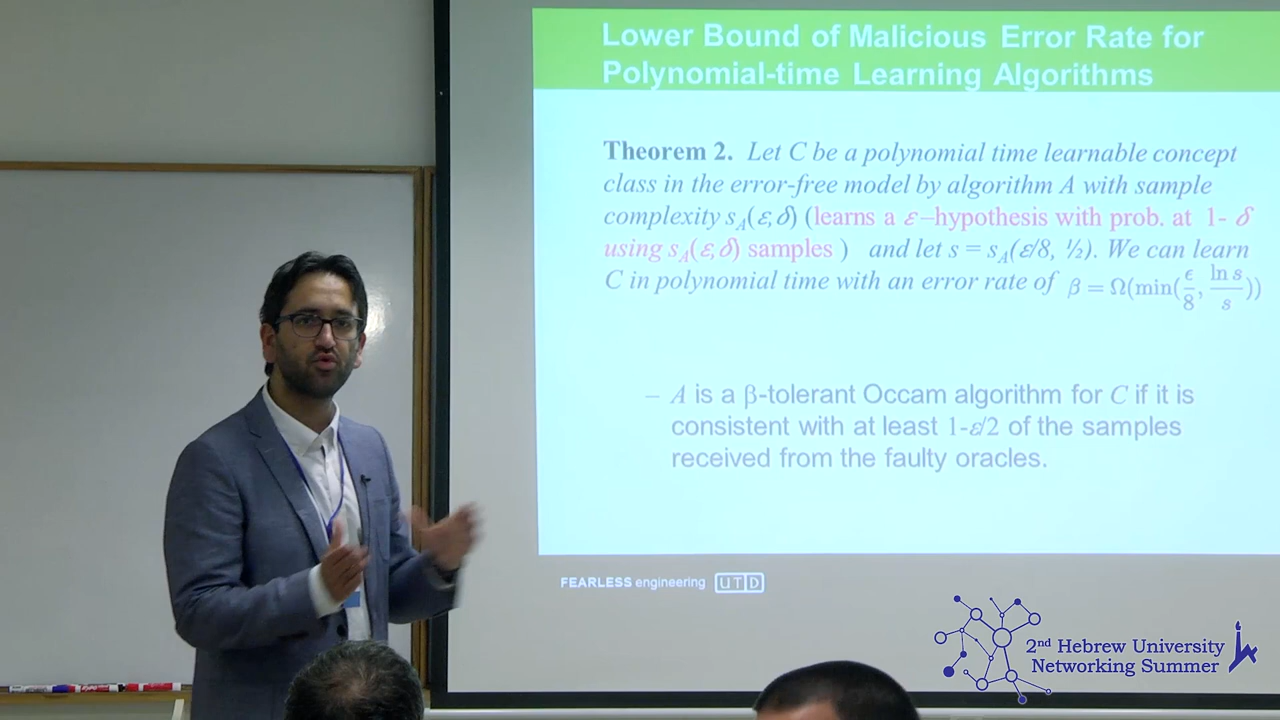 Lower Bound of Malicious Error Rate for
Polynomial-time Learning Algorithms
Theorem 2. Let C be a polynomial time learnable concept
class in the error-free model by algorithm A with sample
complexity s_A(ε,δ) (learns a ε–hypothesis with prob. at 1- δ
using s_A(ε,δ) samples ) and let s = s_A(ε/8, ½). We can learn
C in polynomial time with an error rate of β = Ω(min(ϵ/8, ln s/s))
– A is a β-tolerant Occam algorithm for C if it is
consistent with at least 1-ε/2 of the samples
received from the faulty oracles.
FEARLESS engineering UTD
2nd Hebrew University
Networking Summer